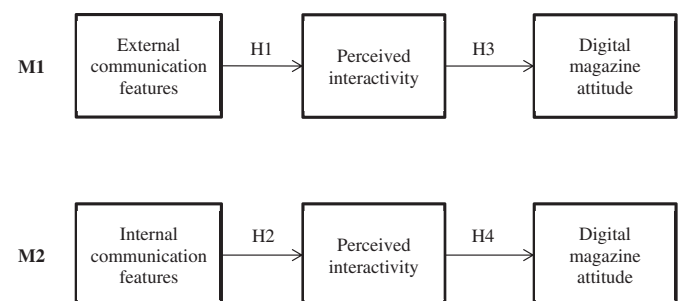 M1
External
communication
features
H1
Perceived
interactivity
H3
Digital
magazine
attitude
M2
Internal
communication
features
H2
Perceived
interactivity
H4
Digital
magazine
attitude